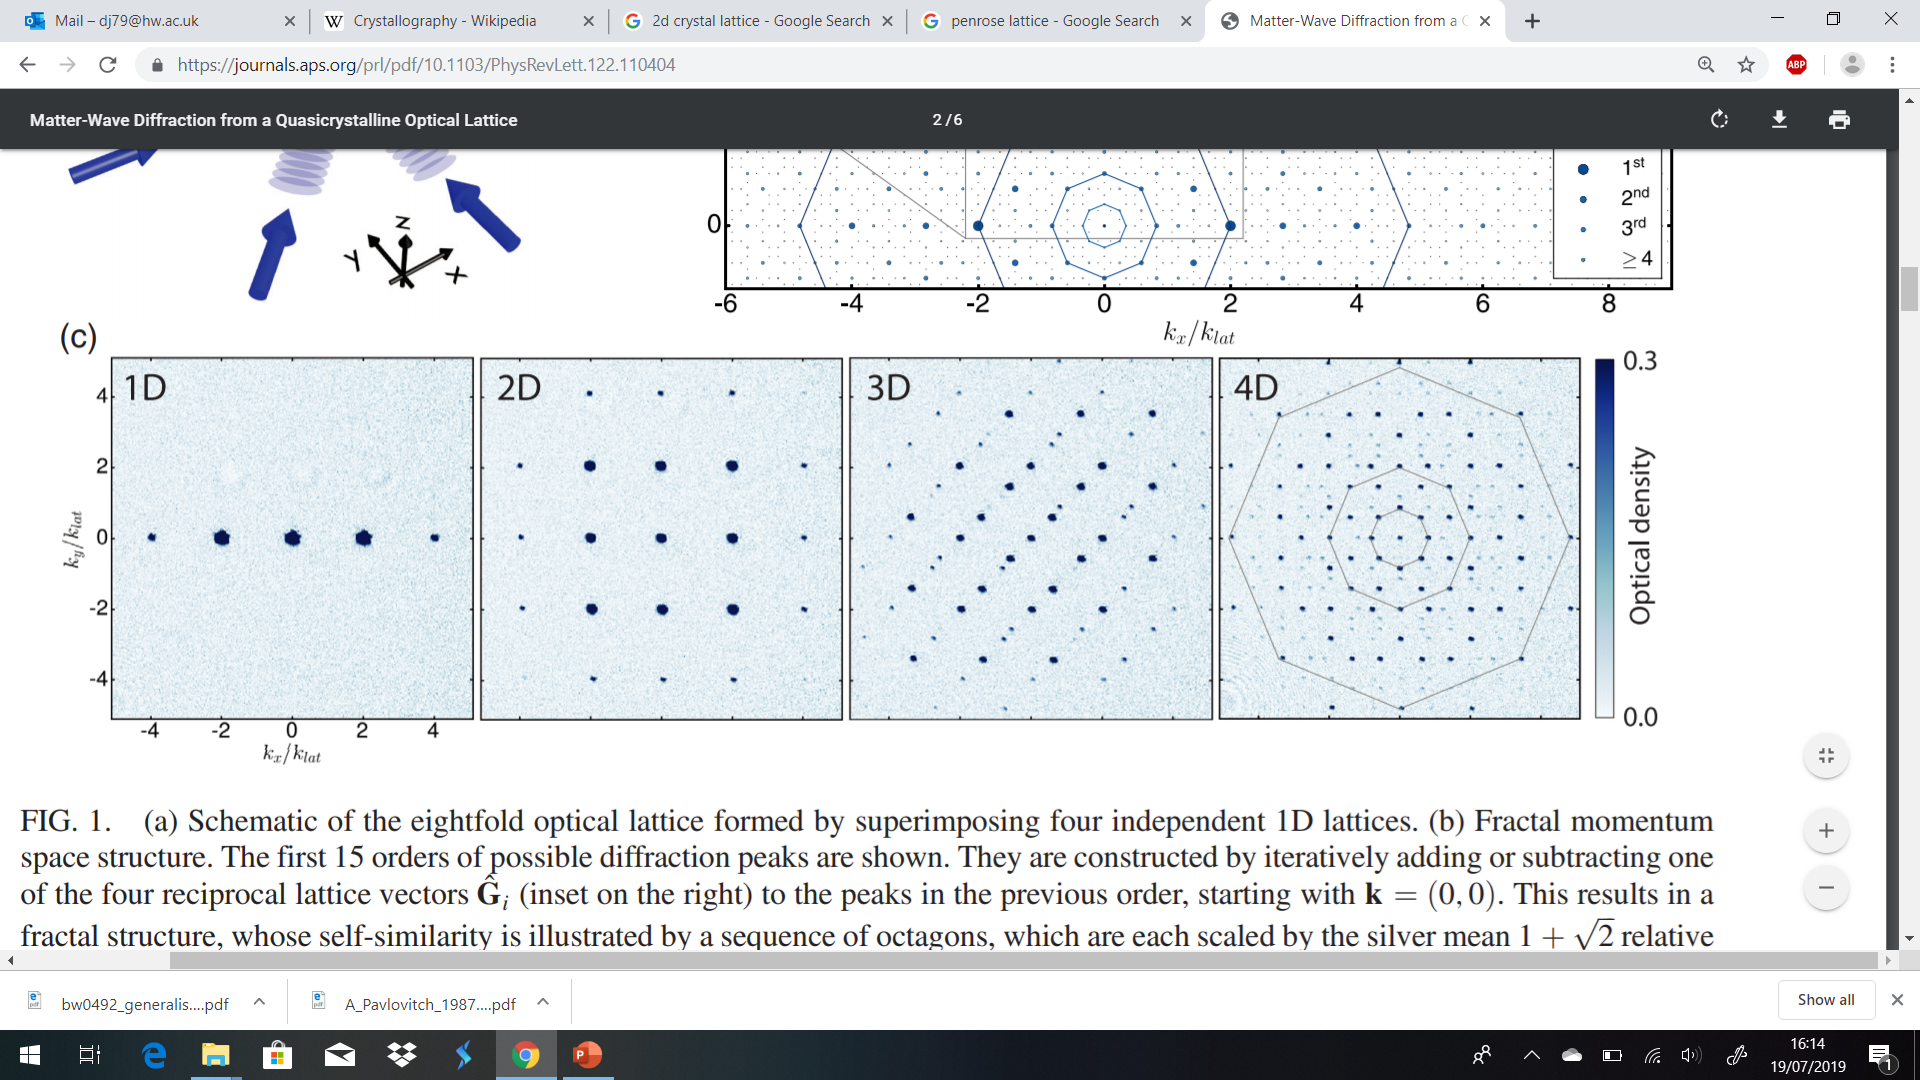 Mail – dj79@hw.ac.uk
Crystallography - Wikipedia
2d crystal lattice - Google Search
penrose lattice - Google Search
Matter-Wave Diffraction from a
https://journals.aps.org/prl/pdf/10.1103/PhysRevLett.122.110404
ABP
Matter-Wave Diffraction from a Quasicrystalline Optical Lattice
2 / 6
1st
2nd
3rd
≥ 4
0
-6 -4 -2 0 2 4 6 8
kx/klat
Z
Y
X
(c)
1D
2D
3D
4D
4
2
0
-2
-4
ky/klat
-4 -2 0 2 4
kx/klat
0.3
Optical density
0.0
FIG. 1. (a) Schematic of the eightfold optical lattice formed by superimposing four independent 1D lattices. (b) Fractal momentum
space structure. The first 15 orders of possible diffraction peaks are shown. They are constructed by iteratively adding or subtracting one
of the four reciprocal lattice vectors Ĝi (inset on the right) to the peaks in the previous order, starting with k = (0, 0). This results in a
fractal structure, whose self-similarity is illustrated by a sequence of octagons, which are each scaled by the silver mean 1 + √2 relative
bw0492_generalis....pdf
A_Pavlovitch_1987....pdf
Show all
16:14
19/07/2019
1